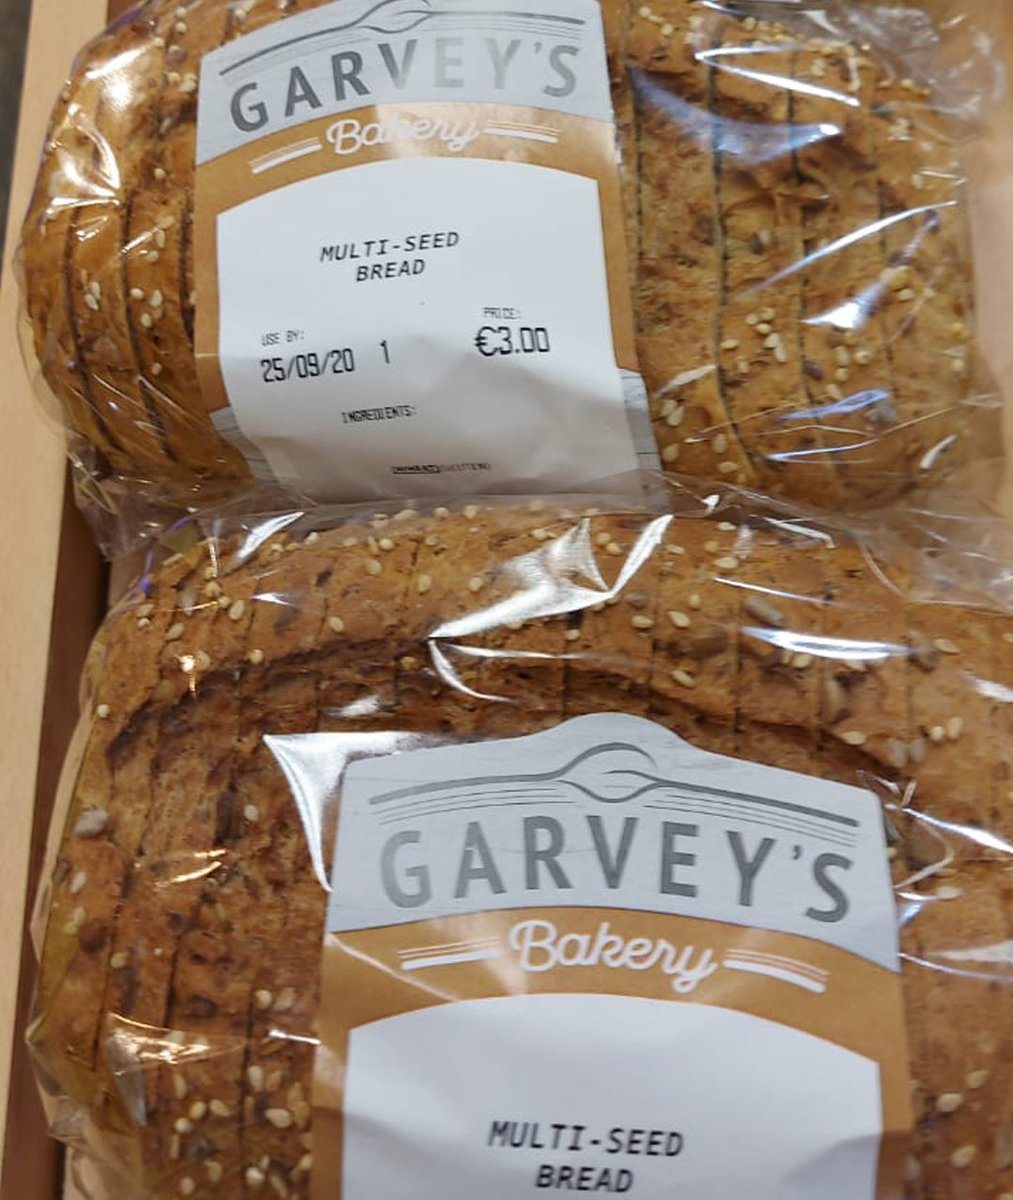 GARVEY'S
Bakery
MULTI-SEED
BREAD
USE BY:
25/09/20 1
PRICE:
€3.00
INGREDIENTS:
GARVEY'S
Bakery
MULTI-SEED
BREAD